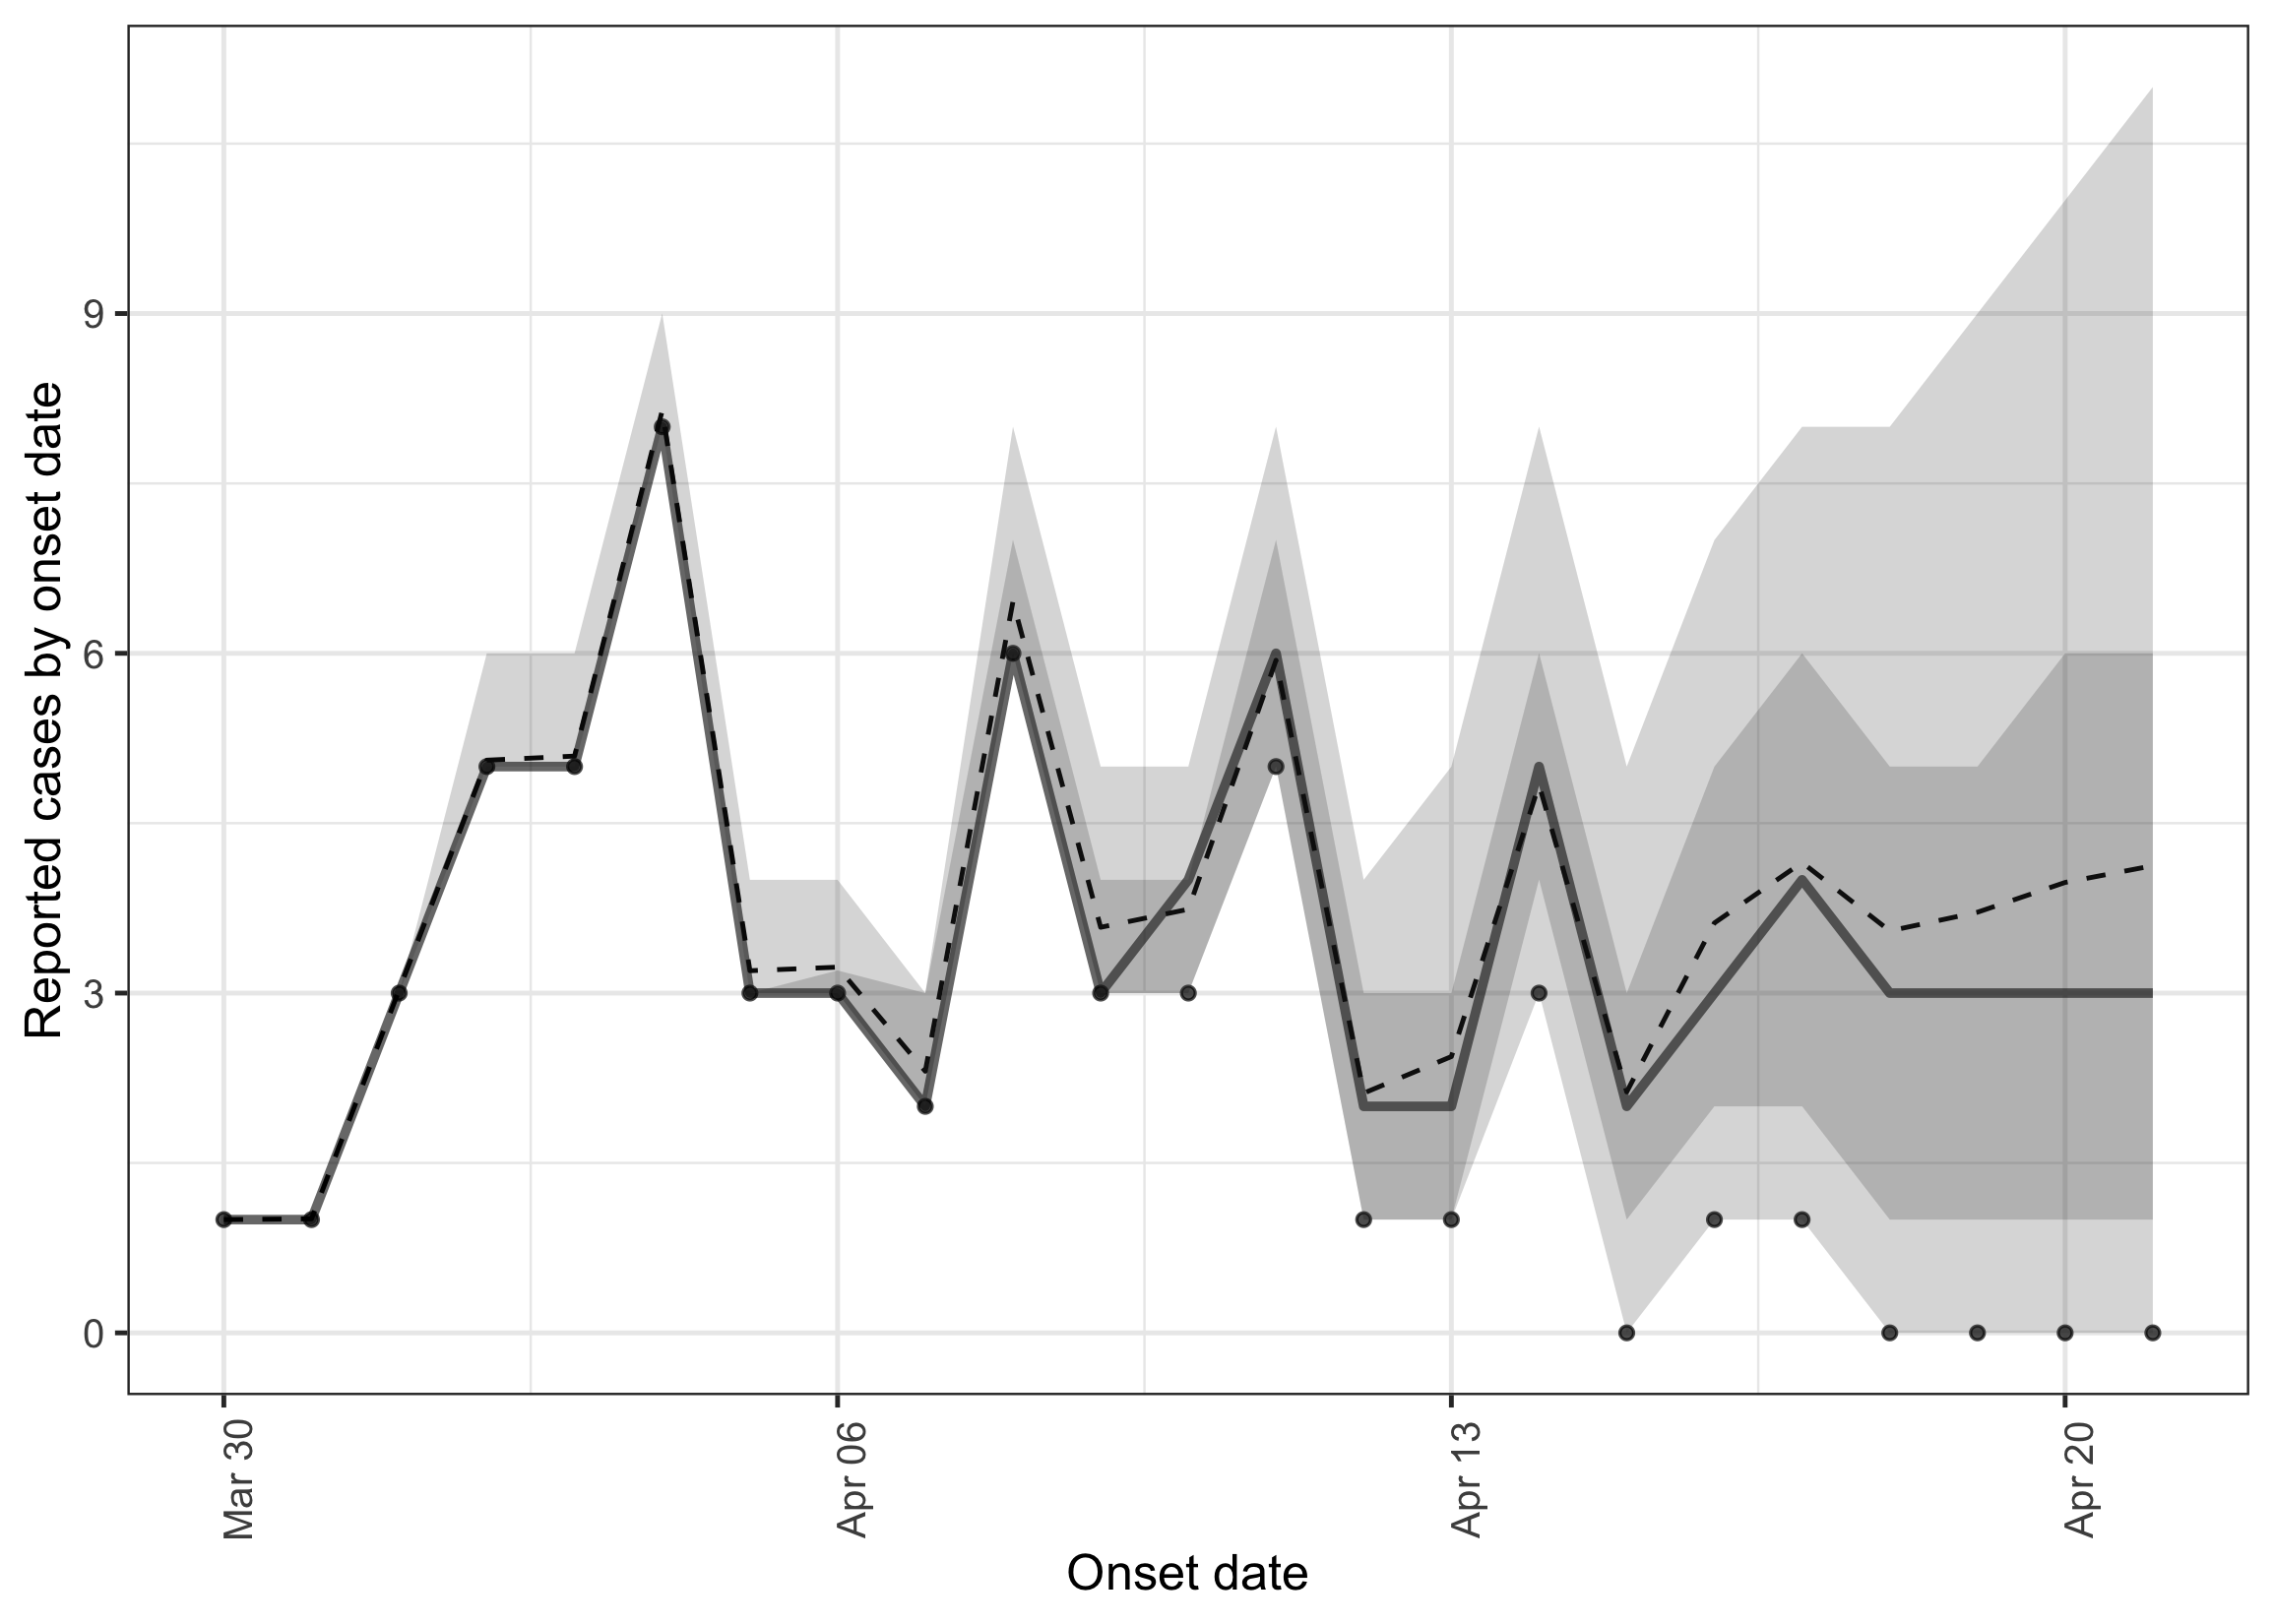 Reported cases by onset date
9
6
3
0
Mar 30
Apr 06
Apr 13
Apr 20
Onset date